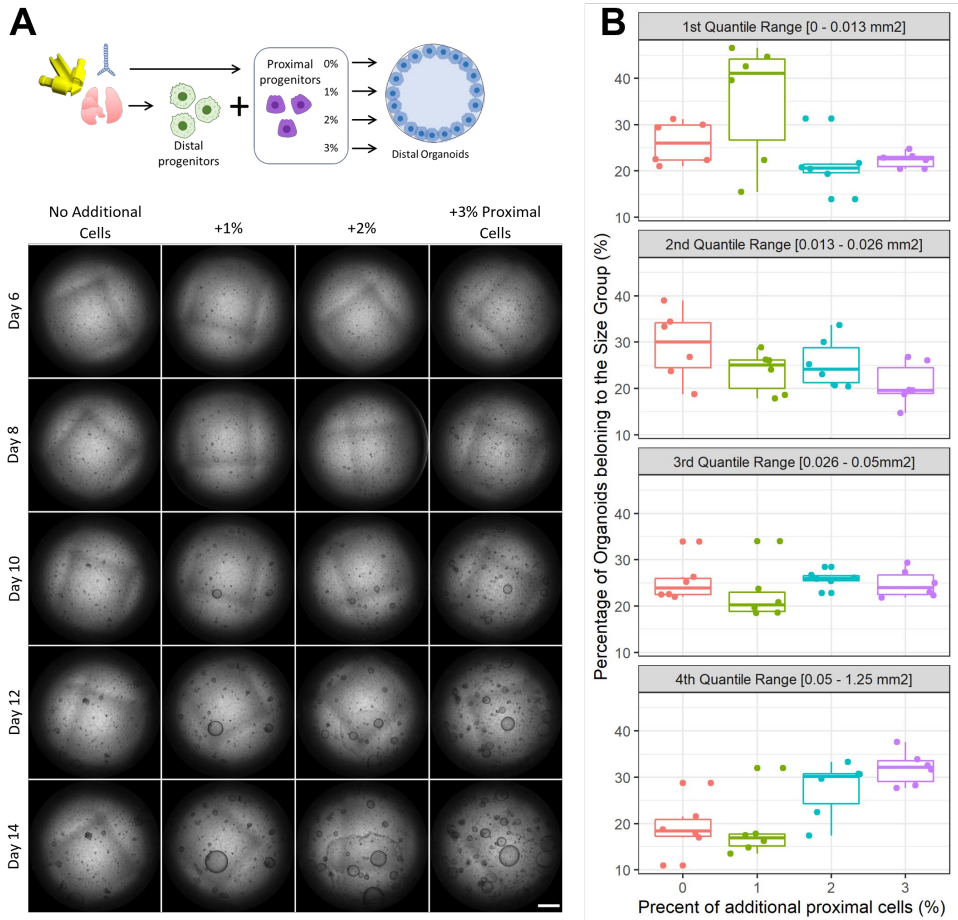 A
Proximal
progenitors
0%
1%
2%
3%
+
Distal
progenitors
Distal Organoids
No Additional
Cells
+1%
+2%
+3% Proximal
Cells
Day 6
Day 8
Day 10
Day 12
Day 14
B
Percentage of Organoids beloning to the Size Group (%)
1st Quantile Range [0 - 0.013 mm2]
40
30
20
10
2nd Quantile Range [0.013 - 0.026 mm2]
40
30
20
10
3rd Quantile Range [0.026 - 0.05mm2]
40
30
20
10
4th Quantile Range [0.05 - 1.25 mm2]
40
30
20
10
0
1
2
3
Precent of additional proximal cells (%)